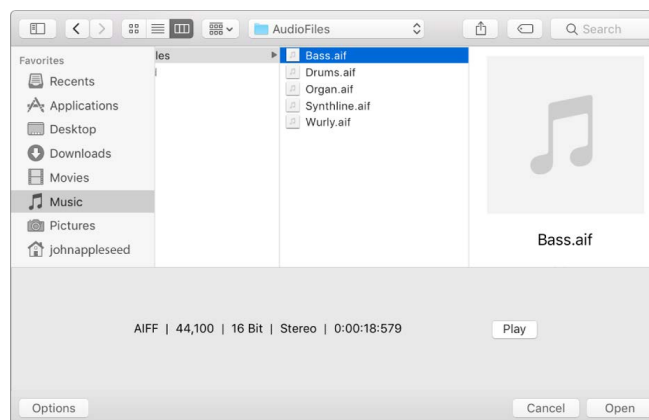 AudioFiles
Search
Favorites
Recents
Applications
Desktop
Downloads
Movies
Music
Pictures
johnappleseed
les
Bass.aif
Drums.aif
Organ.aif
Synthline.aif
Wurly.aif
Bass.aif
AIFF | 44,100 | 16 Bit | Stereo | 0:00:18:579
Play
Options
Cancel
Open